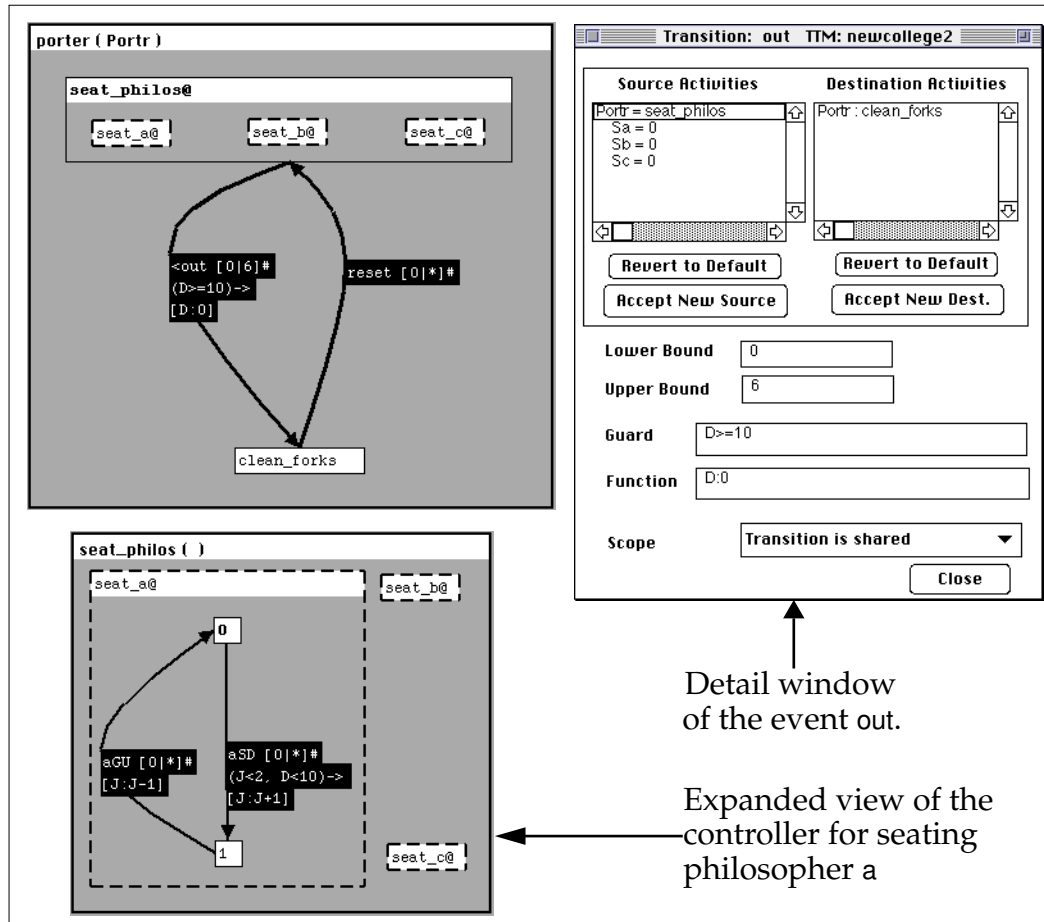 porter ( Portr )
seat_philos@
seat_a@
seat_b@
seat_c@
<out [0|6]#
(D>=10)->
[D:0]
reset [0|*]#
clean_forks
Transition: out TTM: newcollege2
Source Activities
Destination Activities
Portr = seat_philos
Sa = 0
Sb = 0
Sc = 0
Portr : clean_forks
Revert to Default
Revert to Default
Accept New Source
Accept New Dest.
Lower Bound
0
Upper Bound
6
Guard
D>=10
Function
D:0
Scope
Transition is shared
Close
seat_philos ( )
seat_a@
seat_b@
0
aGU [0|*]#
[J:J-1]
aSD [0|*]#
(J<2, D<10)->
[J:J+1]
1
seat_c@
Detail window
of the event out.
Expanded view of the
controller for seating
philosopher a